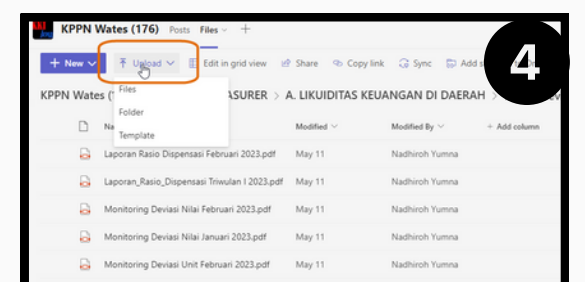 KPPN Wates (176) Posts Files +
4
+ New Upload Edit in grid view Share Copy link Sync Add
KPPN Wates ( ASURER > A. LIKUIDITAS KEUANGAN DI DAERAH >
Files
Folder
Template
Modified Modified By + Add column
Laporan Rasio Dispensasi Februari 2023.pdf May 11 Nadhiroh Yumna
Laporan_Rasio_Dispensasi Triwulan I 2023.pdf May 11 Nadhiroh Yumna
Monitoring Deviasi Nilai Februari 2023.pdf May 11 Nadhiroh Yumna
Monitoring Deviasi Nilai Januari 2023.pdf May 11 Nadhiroh Yumna
Monitoring Deviasi Unit Februari 2023.pdf May 11 Nadhiroh Yumna